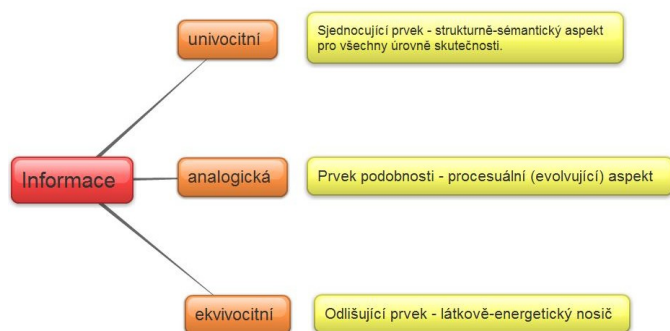 univocitní
Sjednocující prvek - strukturně-sémantický aspekt
pro všechny úrovně skutečnosti.
Informace
analogická
Prvek podobnosti - procesuální (evolvující) aspekt
ekvivocitní
Odlišující prvek - látkově-energetický nosič